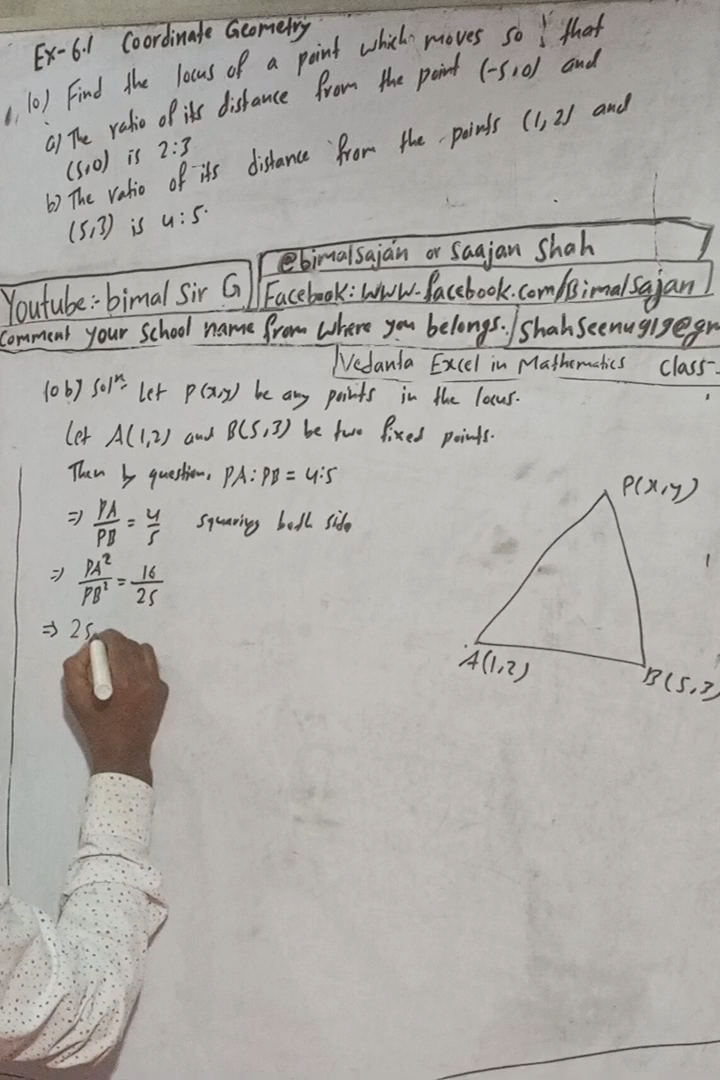 Ex-6.1 Coordinate Geometry
10) Find the locus of a point which moves so that
a) The ratio of its distance from the point (-5,0) and
(5,0) is 2:3
b) The ratio of its distance from the points (1,2) and
(5,3) is 4:5.
@bimalsajan or Saajan Shah
Youtube:- bimal Sir G
Facebook: www.facebook.com/Bimalsajan
Comment your School name from where you belongs. / Shahseenu919@gm
Vedanta Excel in Mathematics Class-
10 b) Solⁿ: Let P(x,y) be any points in the locus.
Let A(1,2) and B(5,3) be two fixed points.
Then by question, PA:PB = 4:5
⇒ PA/PB = 4/5 squaring both side
⇒ PA²/PB² = 16/25
⇒ 25
P(x,y)
A(1,2)
B(5,3)